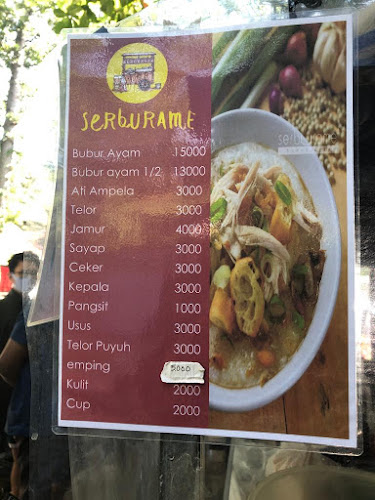 SERBURAME
Bubur Ayam 15000
Bubur ayam 1/2 13000
Ati Ampela 3000
Telor 3000
Jamur 4000
Sayap 3000
Ceker 3000
Kepala 3000
Pangsit 1000
Usus 3000
Telor Puyuh 3000
emping 5000
Kulit 2000
Cup 2000
serburame